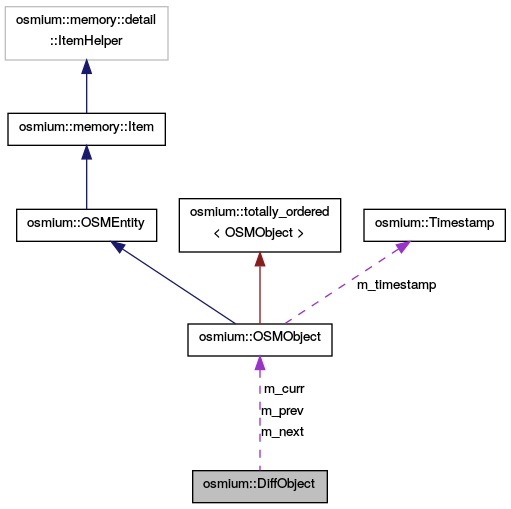 osmium::memory::detail
::ItemHelper
osmium::memory::Item
osmium::OSMEntity
osmium::totally_ordered
< OSMObject >
osmium::Timestamp
m_timestamp
osmium::OSMObject
m_curr
m_prev
m_next
osmium::DiffObject